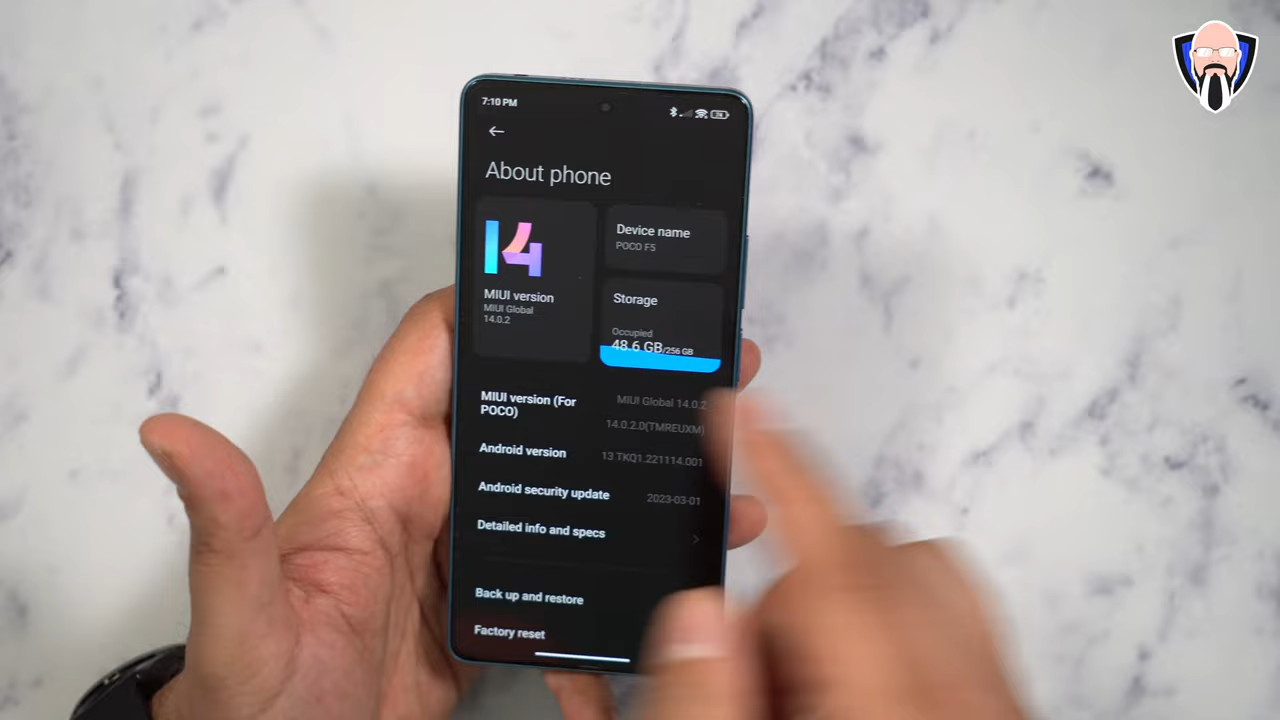 7:10 PM
About phone
14
MIUI version
MIUI Global
14.0.2
Device name
POCO F5
Storage
Occupied
48.6 GB/256 GB
MIUI version (For
POCO)
MIUI Global 14.0.2
14.0.2.0(TMREUXM)
Android version
13 TKQ1.221114.001
Android security update
2023-03-01
Detailed info and specs
Back up and restore
Factory reset